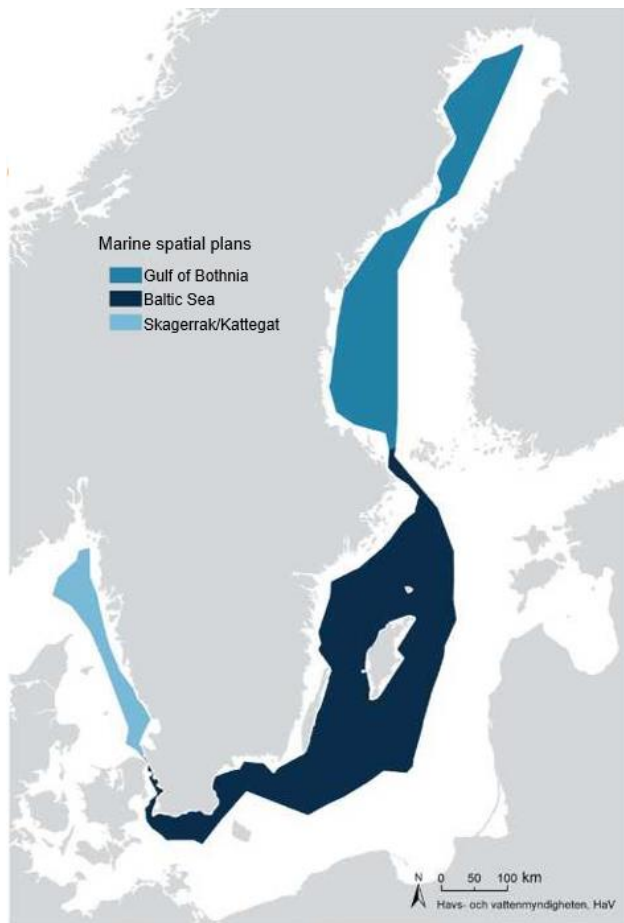 Marine spatial plans
Gulf of Bothnia
Baltic Sea
Skagerrak/Kattegat
N 0 50 100 km
Havs- och vattenmyndigheten, HaV